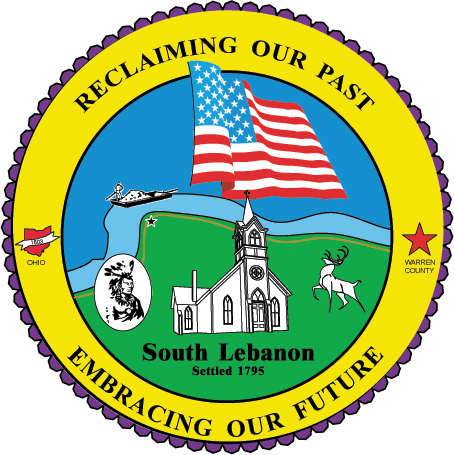 RECLAIMING OUR PAST
1803
OHIO
WARREN
COUNTY
South Lebanon
Settled 1795
EMBRACING OUR FUTURE